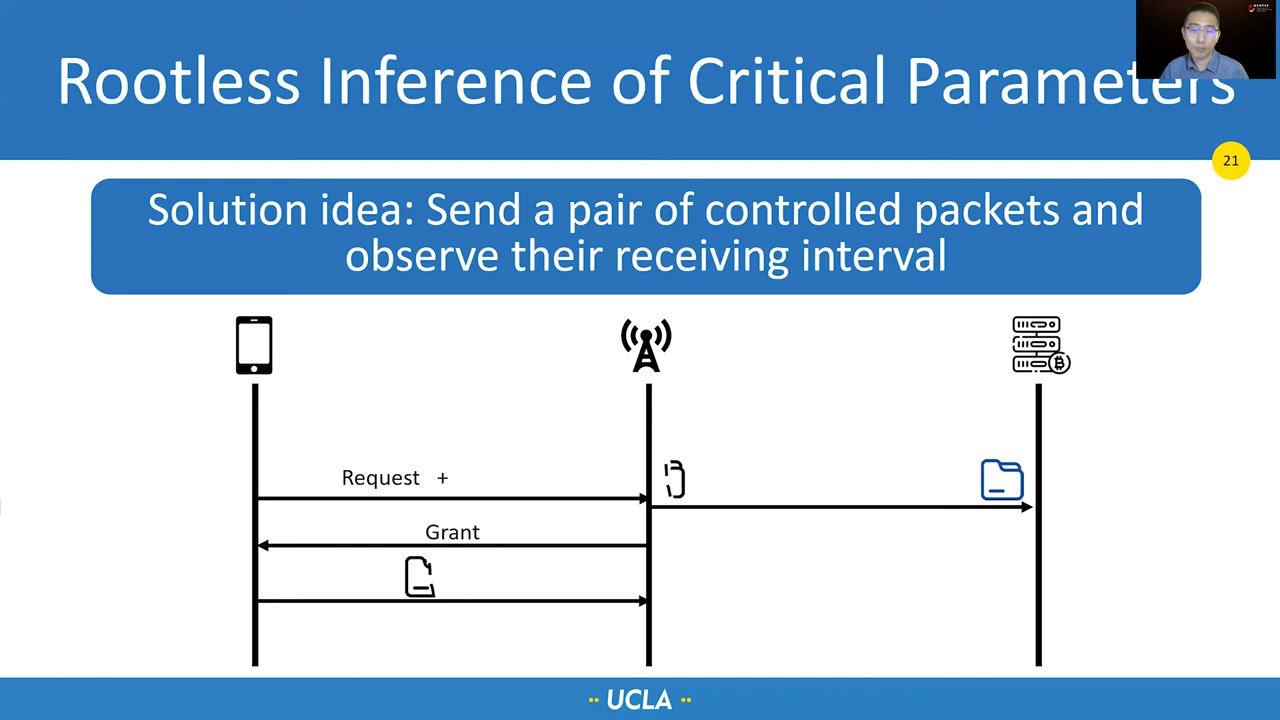 Rootless Inference of Critical Parameters
21
Solution idea: Send a pair of controlled packets and
observe their receiving interval
Request +
Grant
UCLA